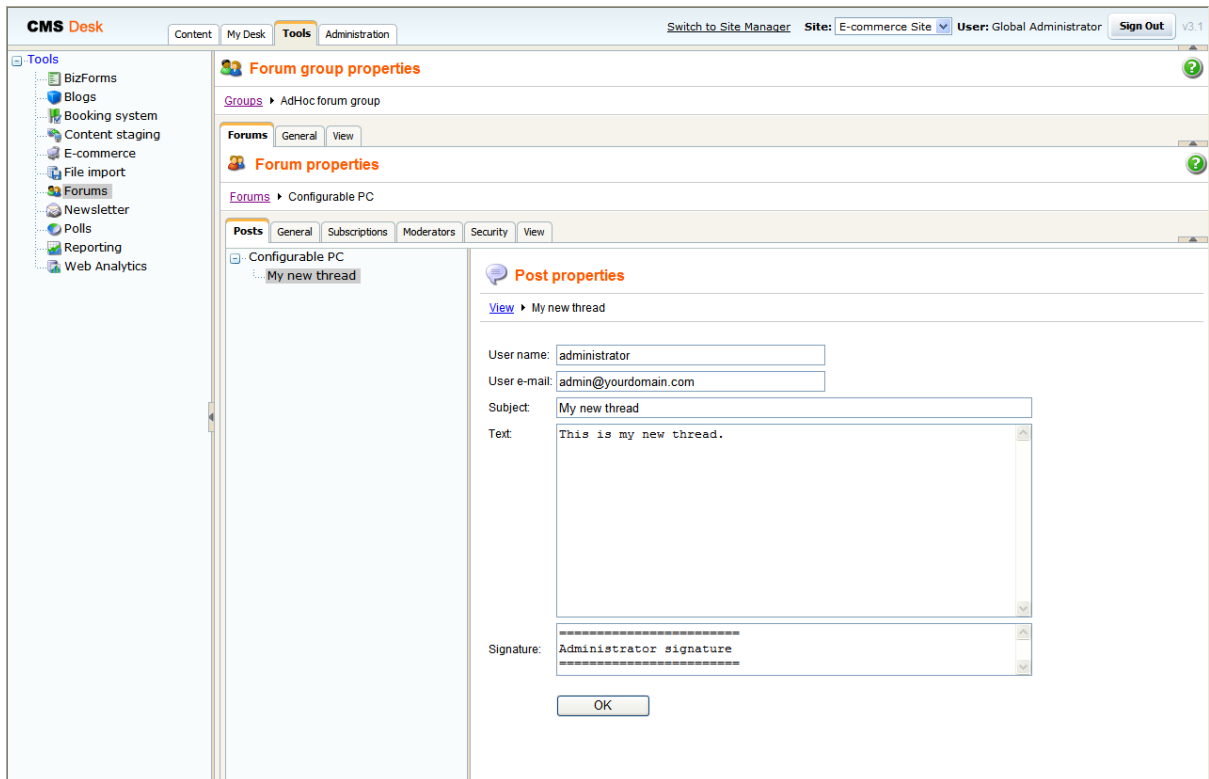 CMS Desk
Content My Desk Tools Administration
Switch to Site Manager Site: E-commerce Site User: Global Administrator Sign Out v3.1
Tools
BizForms
Blogs
Booking system
Content staging
E-commerce
File import
Forums
Newsletter
Polls
Reporting
Web Analytics
Forum group properties
Groups AdHoc forum group
Forums General View
Forum properties
Forums Configurable PC
Posts General Subscriptions Moderators Security View
Configurable PC
My new thread
Post properties
View My new thread
User name: administrator
User e-mail: admin@yourdomain.com
Subject: My new thread
Text: This is my new thread.
Signature:
========================
Administrator signature
========================
OK